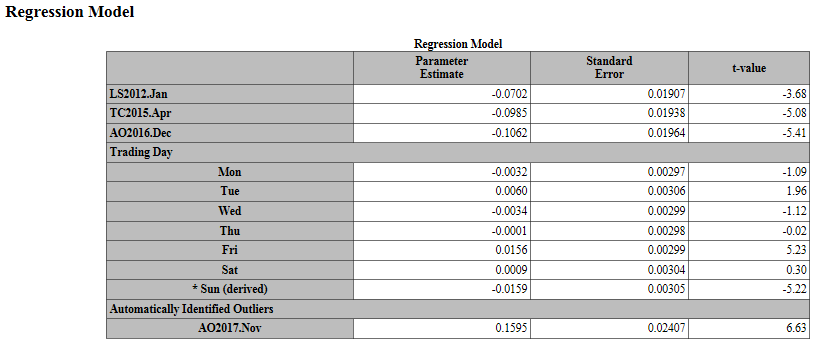 Regression Model
Regression Model
Parameter Estimate Standard Error t-value
LS2012.Jan -0.0702 0.01907 -3.68
TC2015.Apr -0.0985 0.01938 -5.08
AO2016.Dec -0.1062 0.01964 -5.41
Trading Day
Mon -0.0032 0.00297 -1.09
Tue 0.0060 0.00306 1.96
Wed -0.0034 0.00299 -1.12
Thu -0.0001 0.00298 -0.02
Fri 0.0156 0.00299 5.23
Sat 0.0009 0.00304 0.30
* Sun (derived) -0.0159 0.00305 -5.22
Automatically Identified Outliers
AO2017.Nov 0.1595 0.02407 6.63